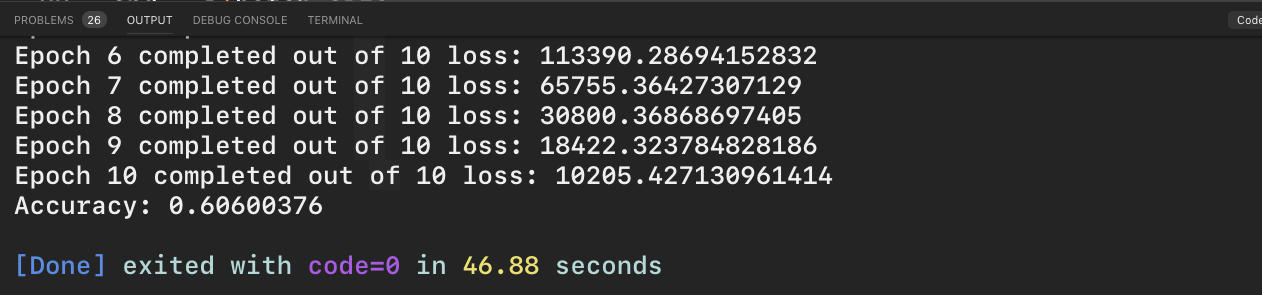 PROBLEMS 26 OUTPUT DEBUG CONSOLE TERMINAL Code
Epoch 6 completed out of 10 loss: 113390.28694152832
Epoch 7 completed out of 10 loss: 65755.36427307129
Epoch 8 completed out of 10 loss: 30800.36868697405
Epoch 9 completed out of 10 loss: 18422.323784828186
Epoch 10 completed out of 10 loss: 10205.427130961414
Accuracy: 0.60600376
[Done] exited with code=0 in 46.88 seconds